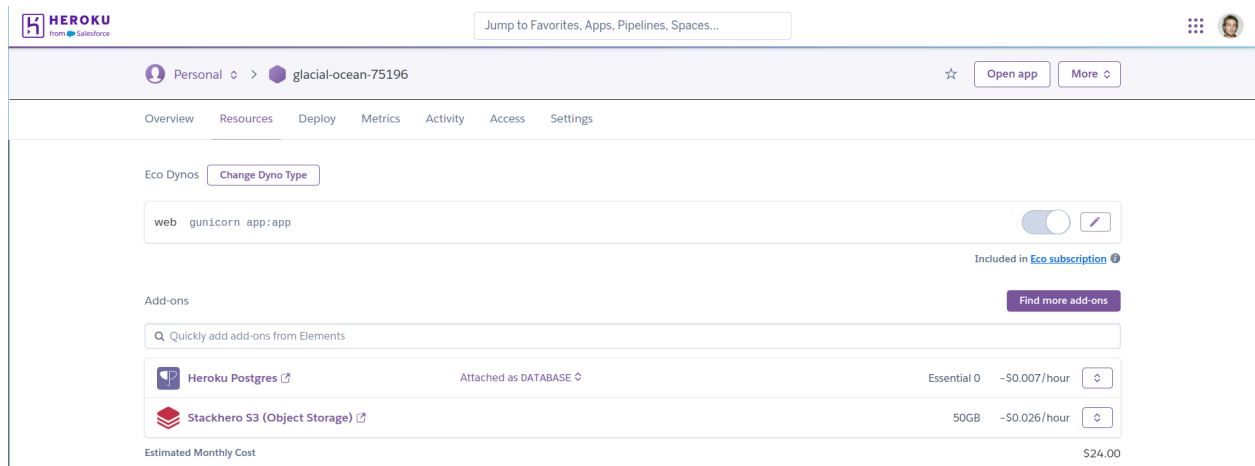 HEROKU
from Salesforce
Jump to Favorites, Apps, Pipelines, Spaces...
Personal > glacial-ocean-75196
Open app
More
Overview Resources Deploy Metrics Activity Access Settings
Eco Dynos Change Dyno Type
web gunicorn app:app
Included in Eco subscription
Add-ons
Find more add-ons
Quickly add add-ons from Elements
Heroku Postgres Attached as DATABASE Essential 0 ~$0.007/hour
Stackhero S3 (Object Storage) 50GB ~$0.026/hour
Estimated Monthly Cost $24.00